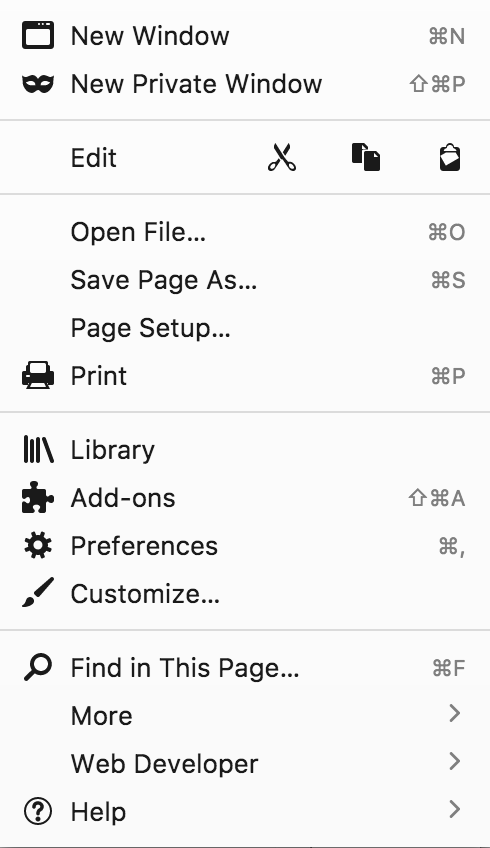 New Window ⌘N
New Private Window ⇧⌘P
Edit
Open File... ⌘O
Save Page As... ⌘S
Page Setup...
Print ⌘P
Library
Add-ons ⇧⌘A
Preferences ⌘,
Customize...
Find in This Page... ⌘F
More
Web Developer
Help